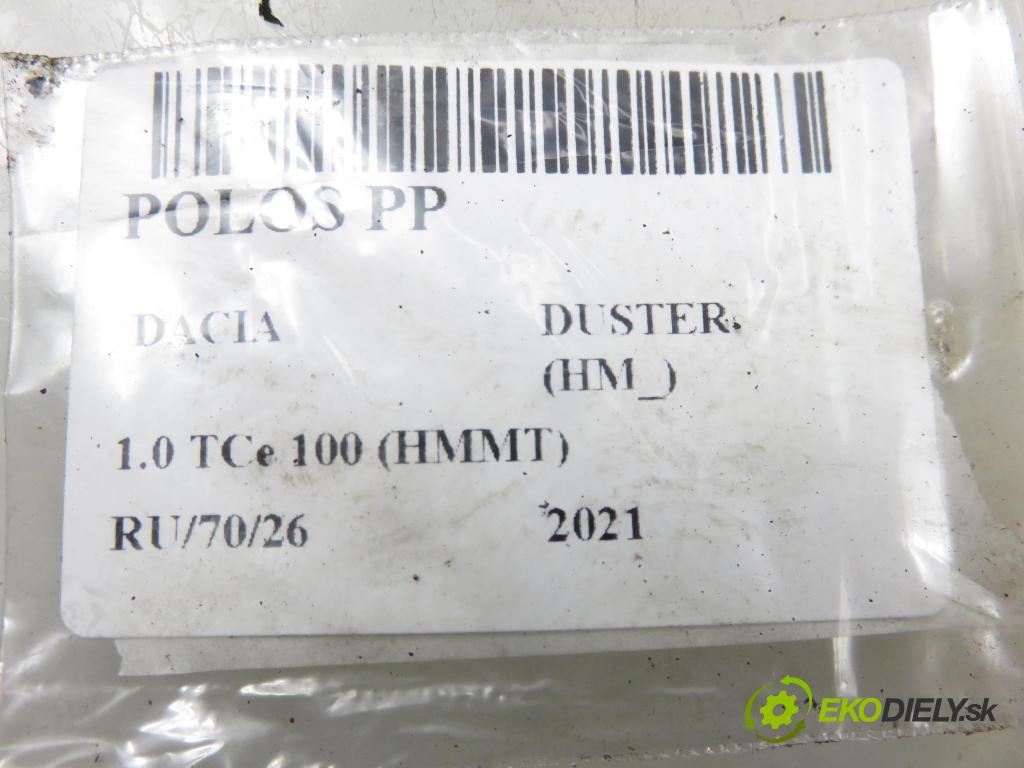 POLOS PP
DACIA DUSTER
(HM_)
1.0 TCe 100 (HMMT)
RU/70/26 2021
EKODIELY.sk